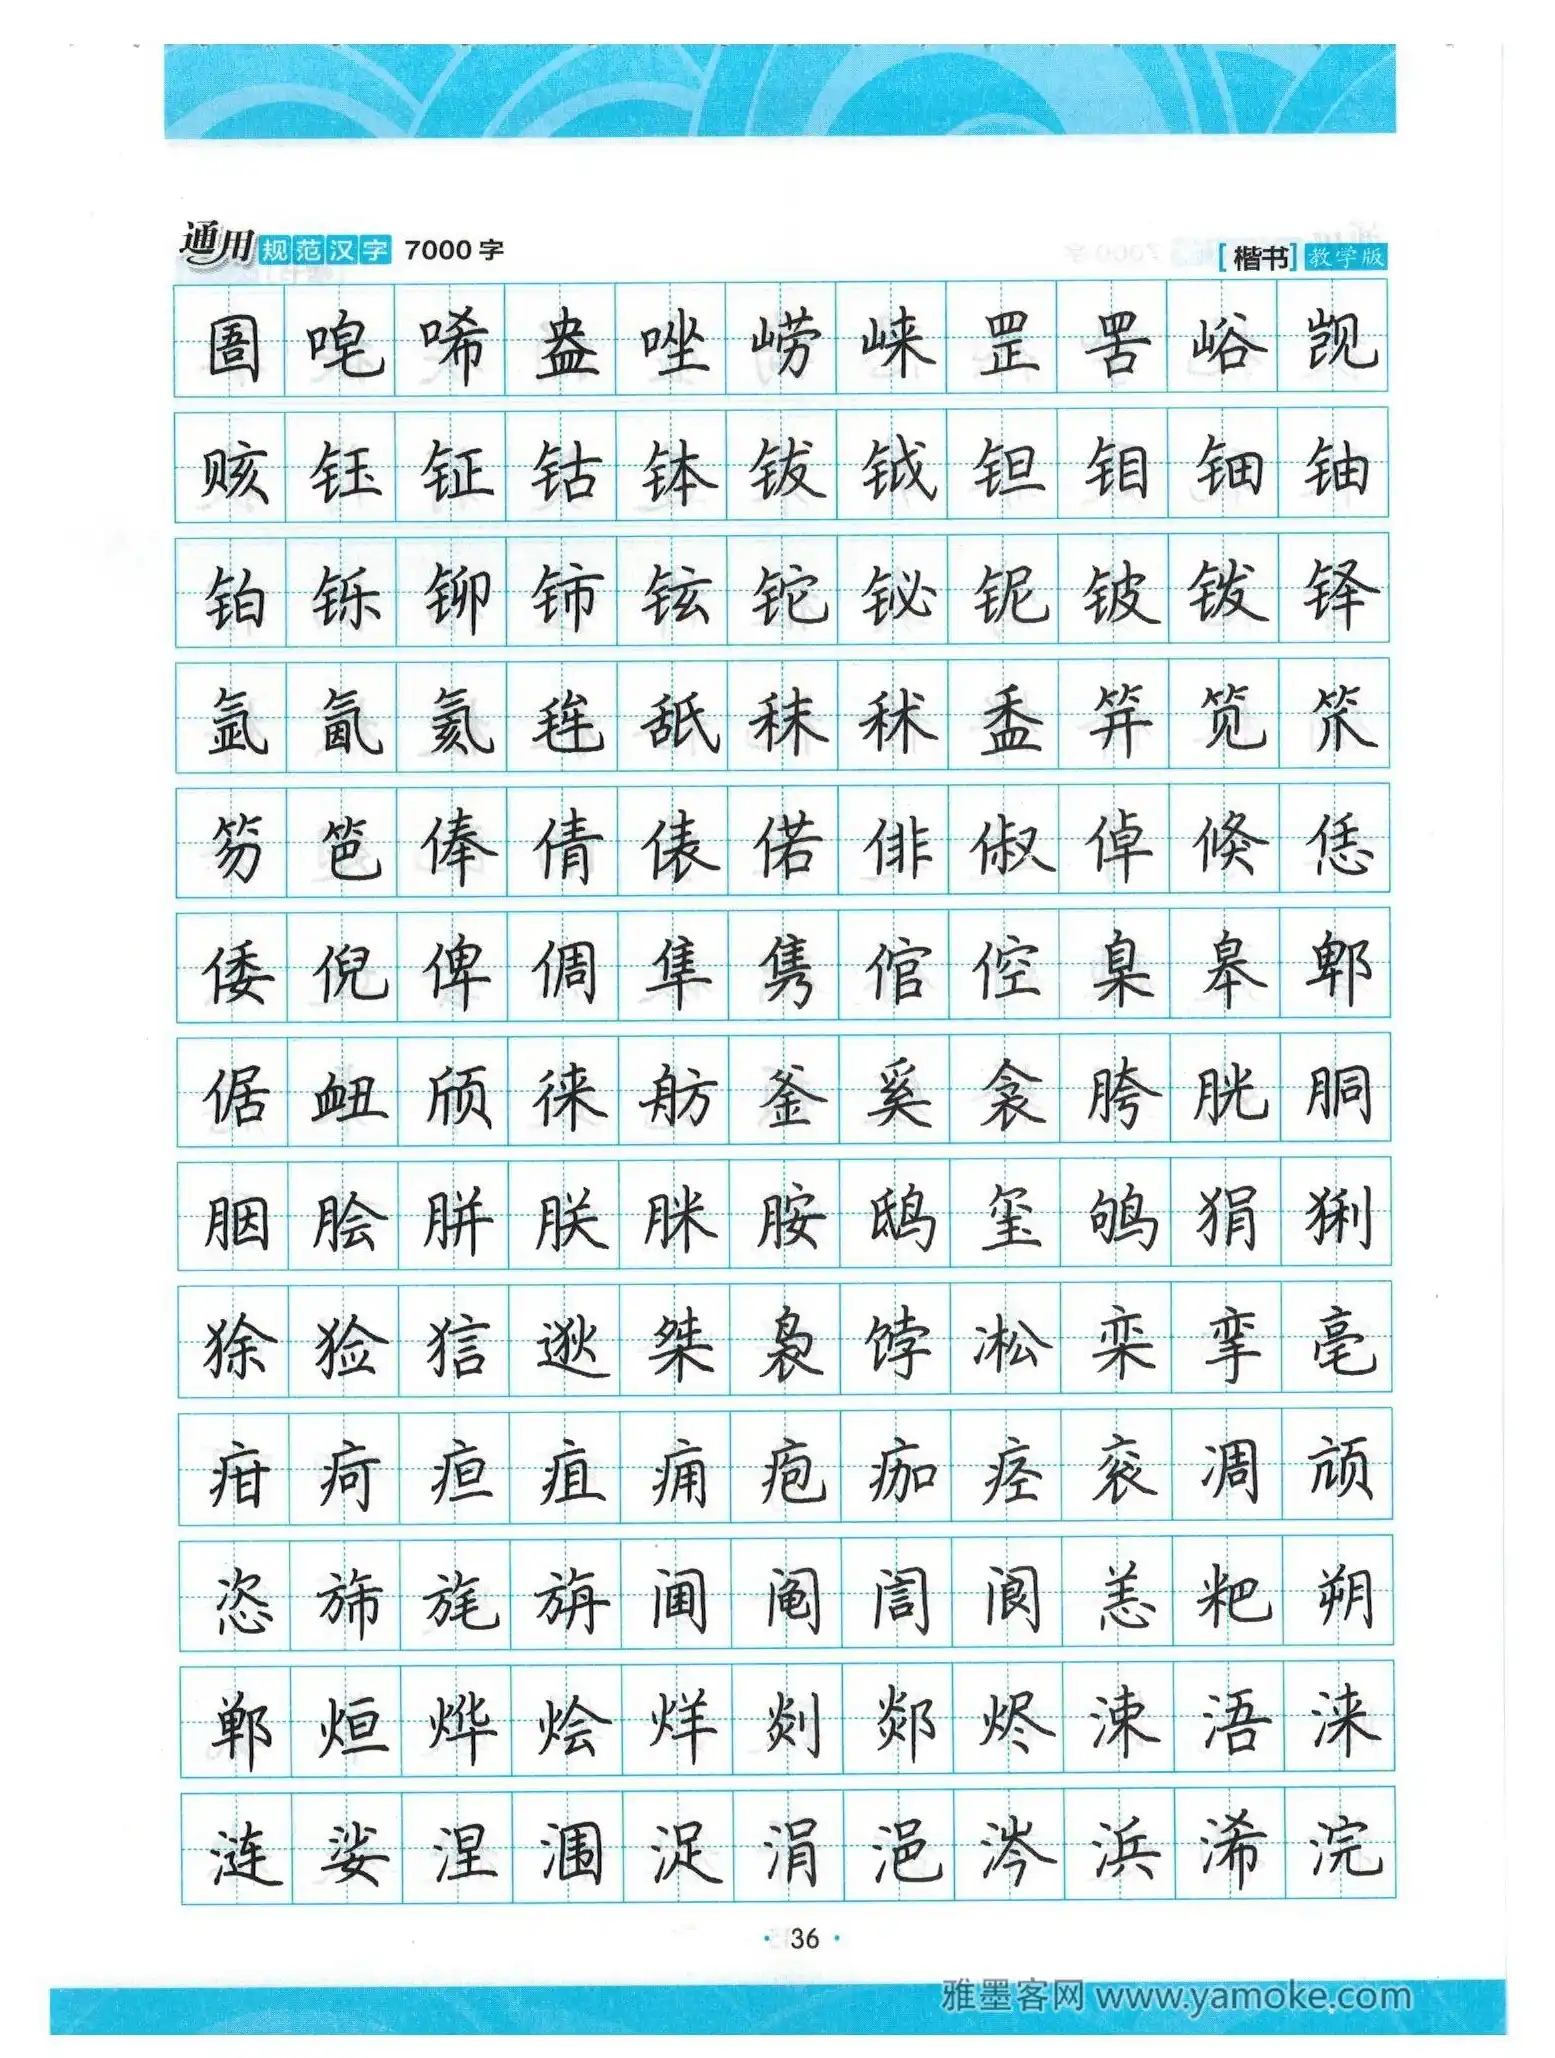 通用规范汉字 7000 字 [楷书] 教学版
圄 唣 唏 盎 唑 崂 崃 罡 罟 峪 觊
赅 钰 钲 钴 钵 钹 钺 钽 钼 钿 铀
铂 铄 铆 铈 铉 铊 铋 铌 铍 䥽 铎
氩 氤 氦 毪 舐 秣 秫 盉 笄 笕 笊
笏 笆 俸 倩 俵 偌 俳 俶 倬 倏 恁
倭 倪 俾 倜 隼 隽 倌 倥 臬 皋 郫
倨 衄 颀 徕 舫 釜 奚 衾 胯 胱 胴
胭 脍 胼 朕 脒 胺 鸱 玺 鸲 狷 猁
狳 猃 狺 逖 桀 袅 饽 凇 栾 挛 亳
疳 疴 疸 疽 痈 疱 痂 痉 衮 凋 颃
恣 旆 旄 旃 阃 阄 訚 阆 恙 粑 朔
郸 烜 烨 烩 烊 剡 郯 烬 涑 浯 涞
涟 娑 涅 涠 浞 涓 浥 涔 浜 浠 浣
· 36 ·
雅墨客网 www.yamoke.com